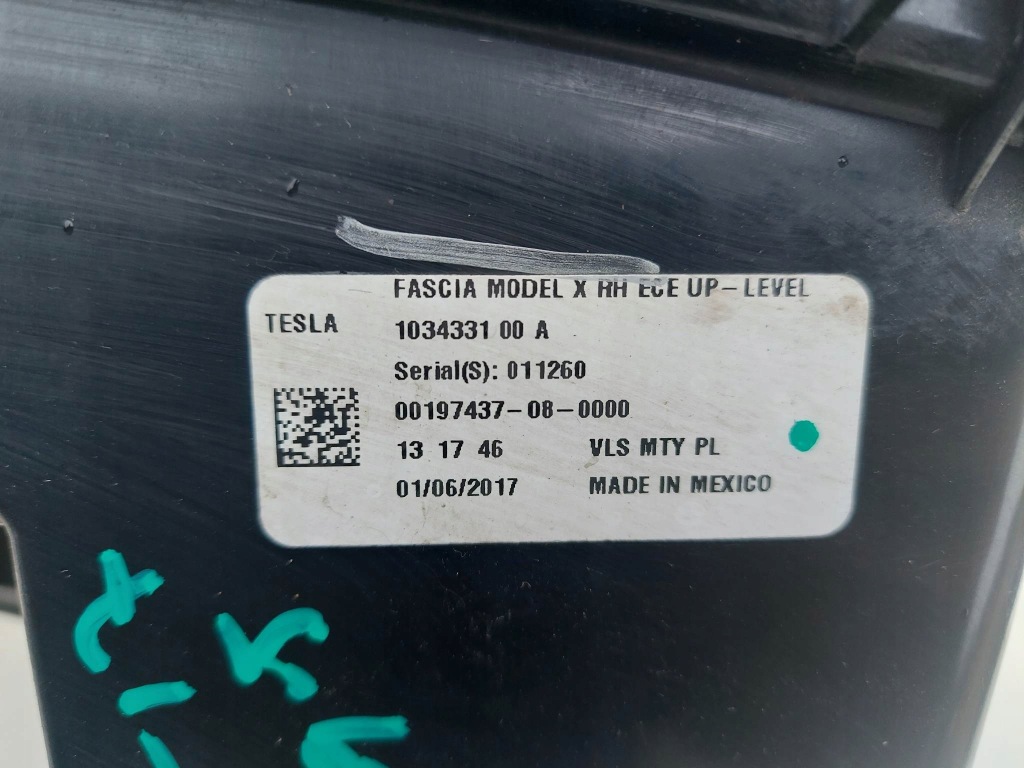 FASCIA MODEL X RH ECE UP-LEVEL
TESLA
1034331 00 A
Serial(S): 011260
00197437-08-0000
13 17 46 VLS MTY PL
01/06/2017 MADE IN MEXICO